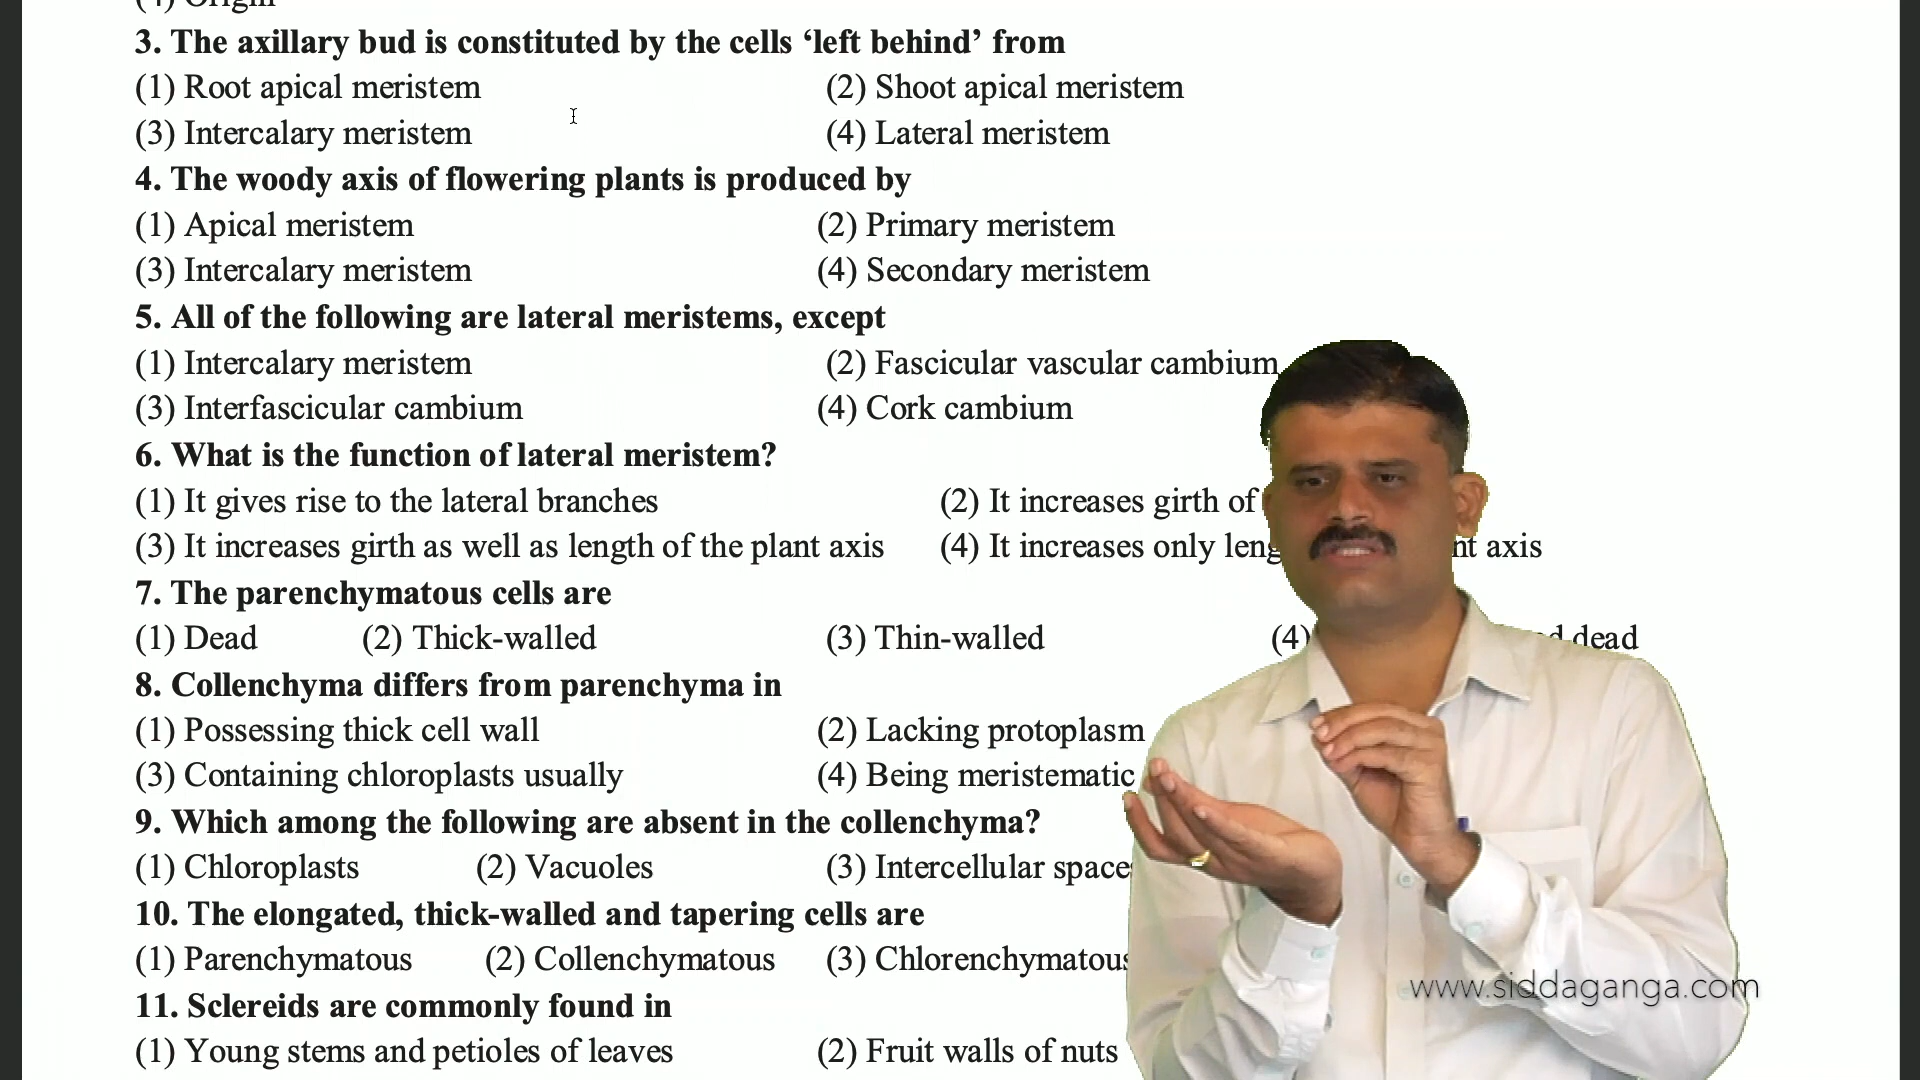 (4) Origin
3. The axillary bud is constituted by the cells ‘left behind’ from
(1) Root apical meristem (2) Shoot apical meristem
(3) Intercalary meristem (4) Lateral meristem
4. The woody axis of flowering plants is produced by
(1) Apical meristem (2) Primary meristem
(3) Intercalary meristem (4) Secondary meristem
5. All of the following are lateral meristems, except
(1) Intercalary meristem (2) Fascicular vascular cambium
(3) Interfascicular cambium (4) Cork cambium
6. What is the function of lateral meristem?
(1) It gives rise to the lateral branches (2) It increases girth of
(3) It increases girth as well as length of the plant axis (4) It increases only axis
7. The parenchymatous cells are
(1) Dead (2) Thick-walled (3) Thin-walled (4) dead
8. Collenchyma differs from parenchyma in
(1) Possessing thick cell wall (2) Lacking protoplasm
(3) Containing chloroplasts usually (4) Being meristematic
9. Which among the following are absent in the collenchyma?
(1) Chloroplasts (2) Vacuoles (3) Intercellular
10. The elongated, thick-walled and tapering cells are
(1) Parenchymatous (2) Collenchymatous (3) Chlorenchymatous
11. Sclereids are commonly found in
(1) Young stems and petioles of leaves (2) Fruit walls of nuts
www.siddaganga.com